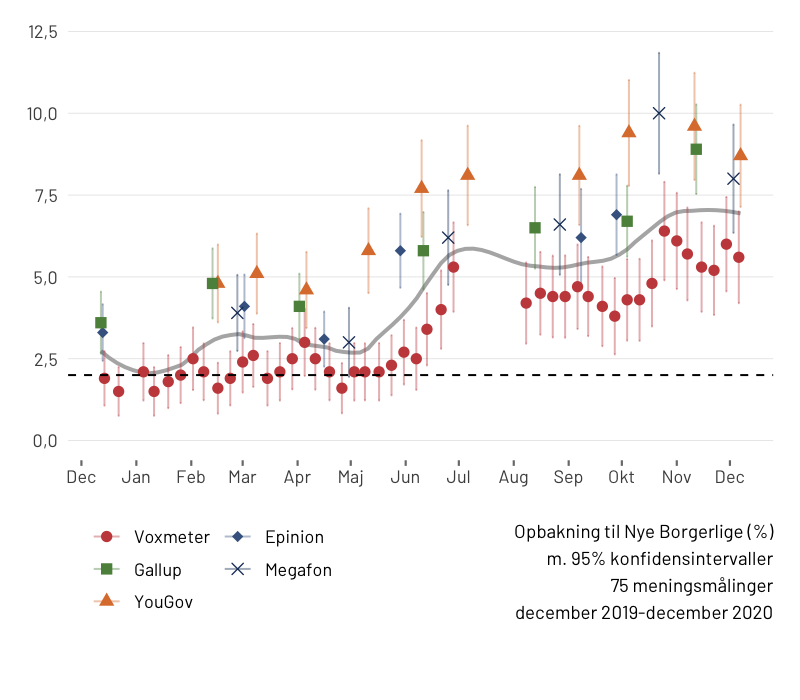 12,5
10,0
7,5
5,0
2,5
0,0
Dec Jan Feb Mar Apr Maj Jun Jul Aug Sep Okt Nov Dec
Voxmeter Epinion
Gallup Megafon
YouGov
Opbakning til Nye Borgerlige (%)
m. 95% konfidensintervaller
75 meningsmålinger
december 2019-december 2020